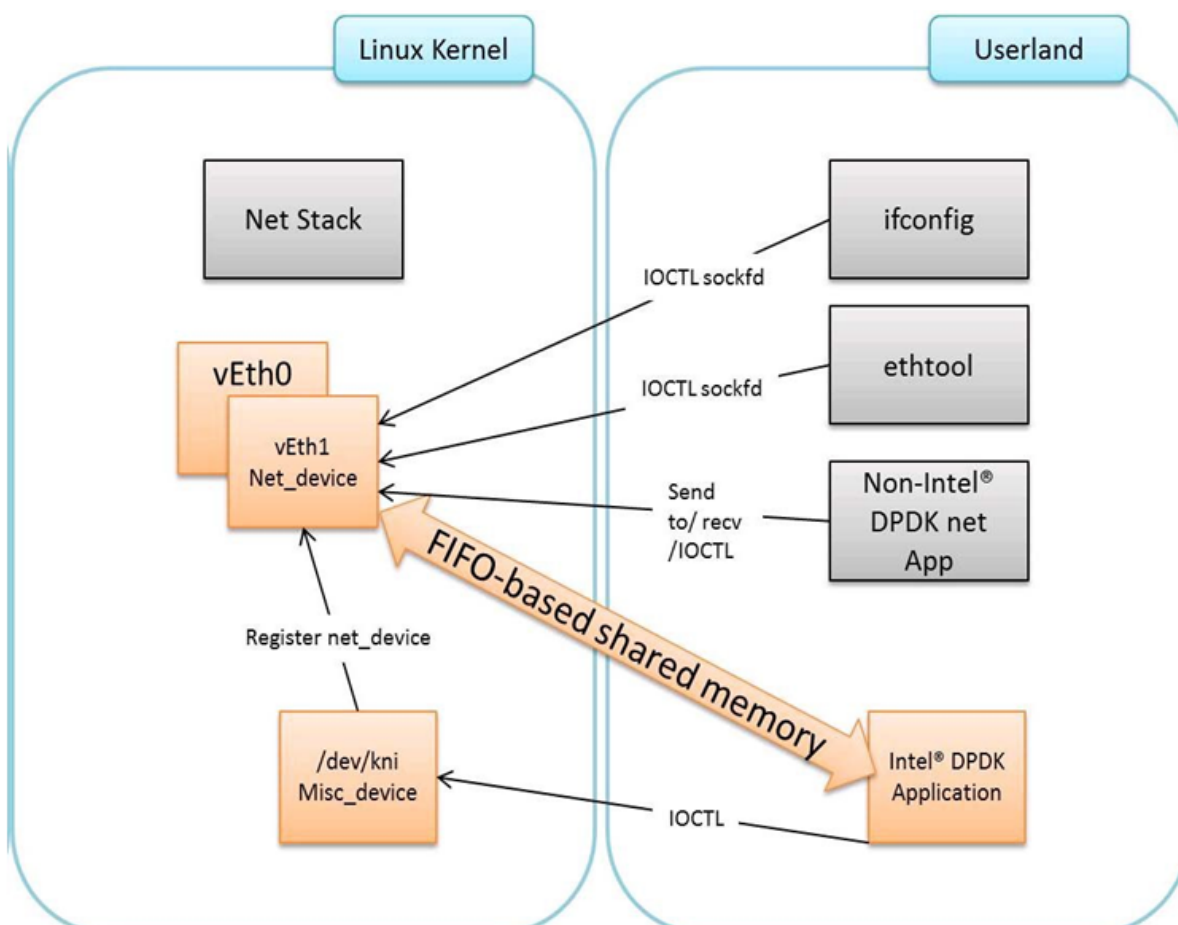 Linux Kernel
Userland
Net Stack
ifconfig
IOCTL sockfd
vEth0
ethtool
IOCTL sockfd
vEth1
Net_device
Non-Intel®
DPDK net
App
Send
to/ recv
/IOCTL
FIFO-based shared memory
Register net_device
/dev/kni
Misc_device
Intel® DPDK
Application
IOCTL